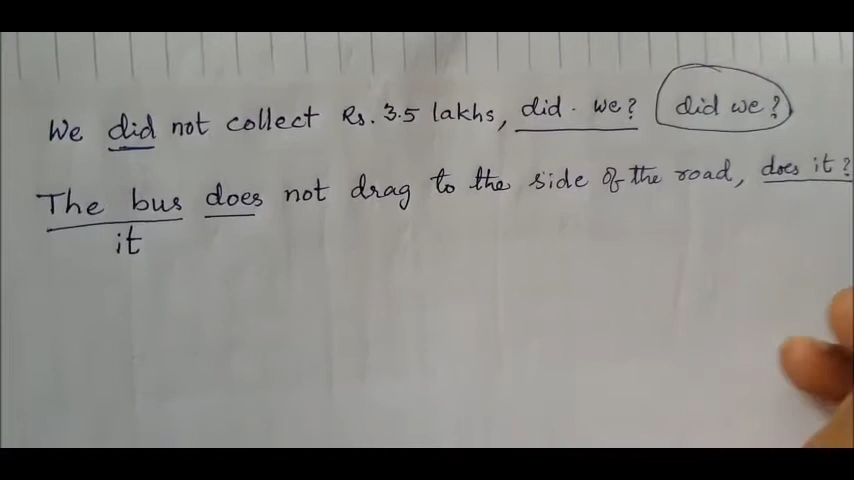 We did not collect Rs. 3.5 lakhs, did we? did we?
The bus does not drag to the side of the road, does it?
it